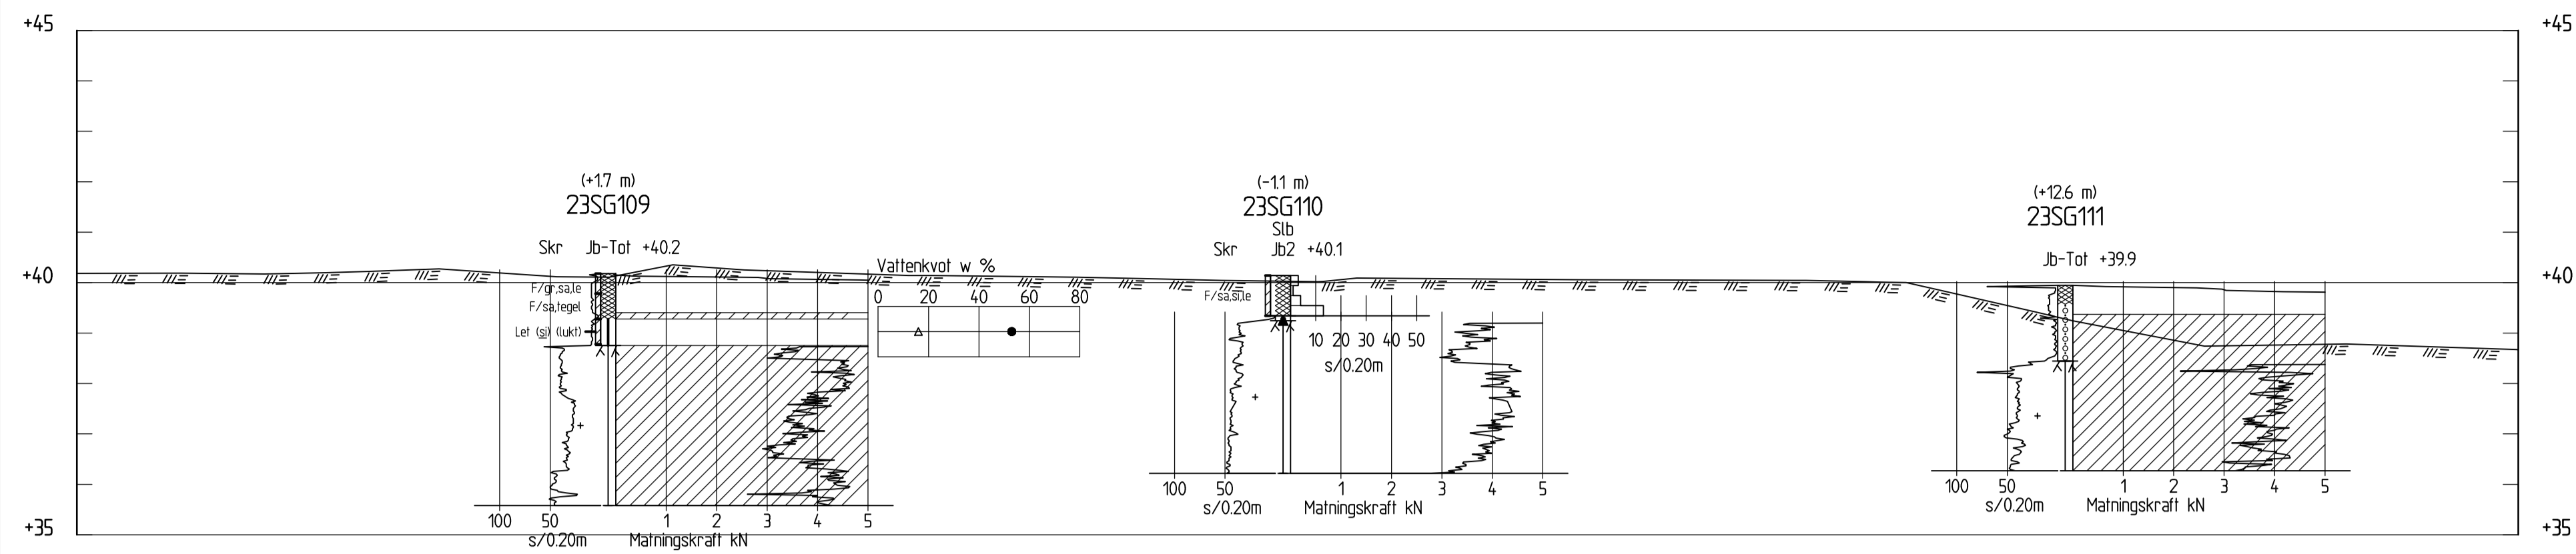 +45 +45
(+1.7 m) (-1.1 m) (+12.6 m)
23SG109 23SG110 23SG111
Slb
Skr Jb-Tot +40.2 Skr Jb2 +40.1 Jb-Tot +39.9
+40 Vattenkvot w % +40
F/gr,sa,le 0 20 40 60 80 F/sa,si,le
F/sa,tegel
Let (si) (lukt) 10 20 30 40 50
s/0.20m
100 50 1 2 3 4 5 100 50 1 2 3 4 5
s/0.20m Matningskraft kN s/0.20m Matningskraft kN
+35 100 50 1 2 3 4 5 +35
s/0.20m Matningskraft kN